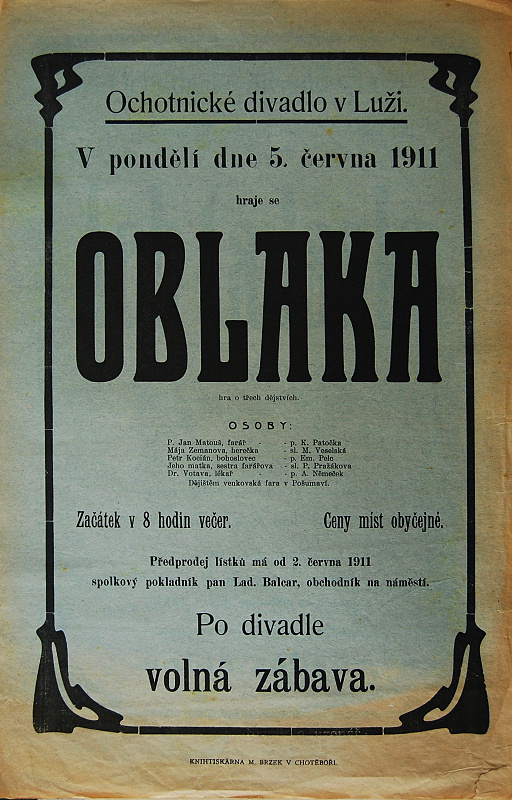 Ochotnické divadlo v Luži.
V pondělí dne 5. června 1911
hraje se
OBLAKA
hra o třech dějstvích.
OSOBY:
P. Jan Matouš, farář - - p. K. Patočka
Mája Zemanova, herečka - sl. M. Veselská
Petr Kocián, bohoslovec - p. Em. Pelc
Jeho matka, sestra farářova - sl. P. Pražákova
Dr. Votava, lékař - - p. A. Němeček
Dějištěm venkovská fara v Pošumaví.
Začátek v 8 hodin večer. Ceny míst obyčejné.
Předprodej lístků má od 2. června 1911
spolkový pokladník pan Lad. Balcar, obchodník na náměstí.
Po divadle
volná zábava.
KNIHTISKÁRNA M. BRZEK V CHOTĚBOŘI.